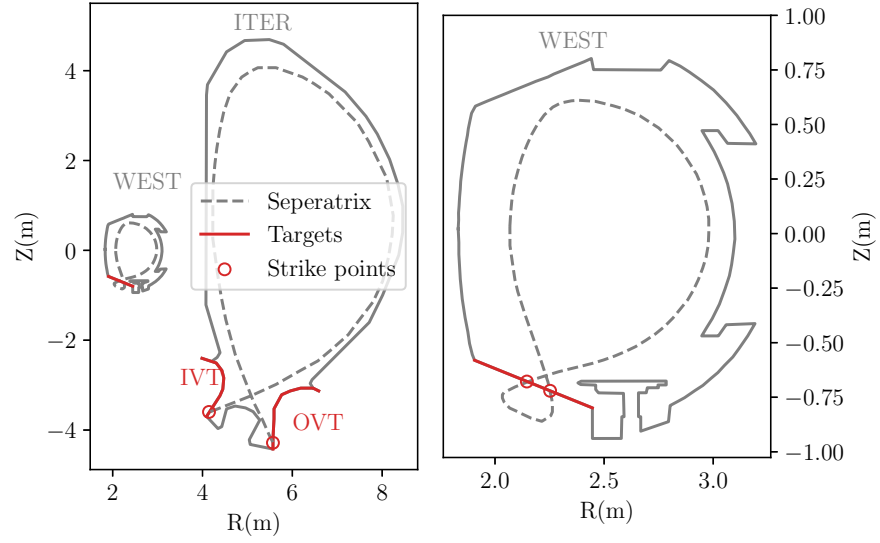 ITER
WEST
Seperatrix
Targets
Strike points
IVT
OVT
4
2
0
−2
−4
Z(m)
2
4
6
8
R(m)
WEST
1.00
0.75
0.50
0.25
0.00
−0.25
−0.50
−0.75
−1.00
Z(m)
2.0
2.5
3.0
R(m)